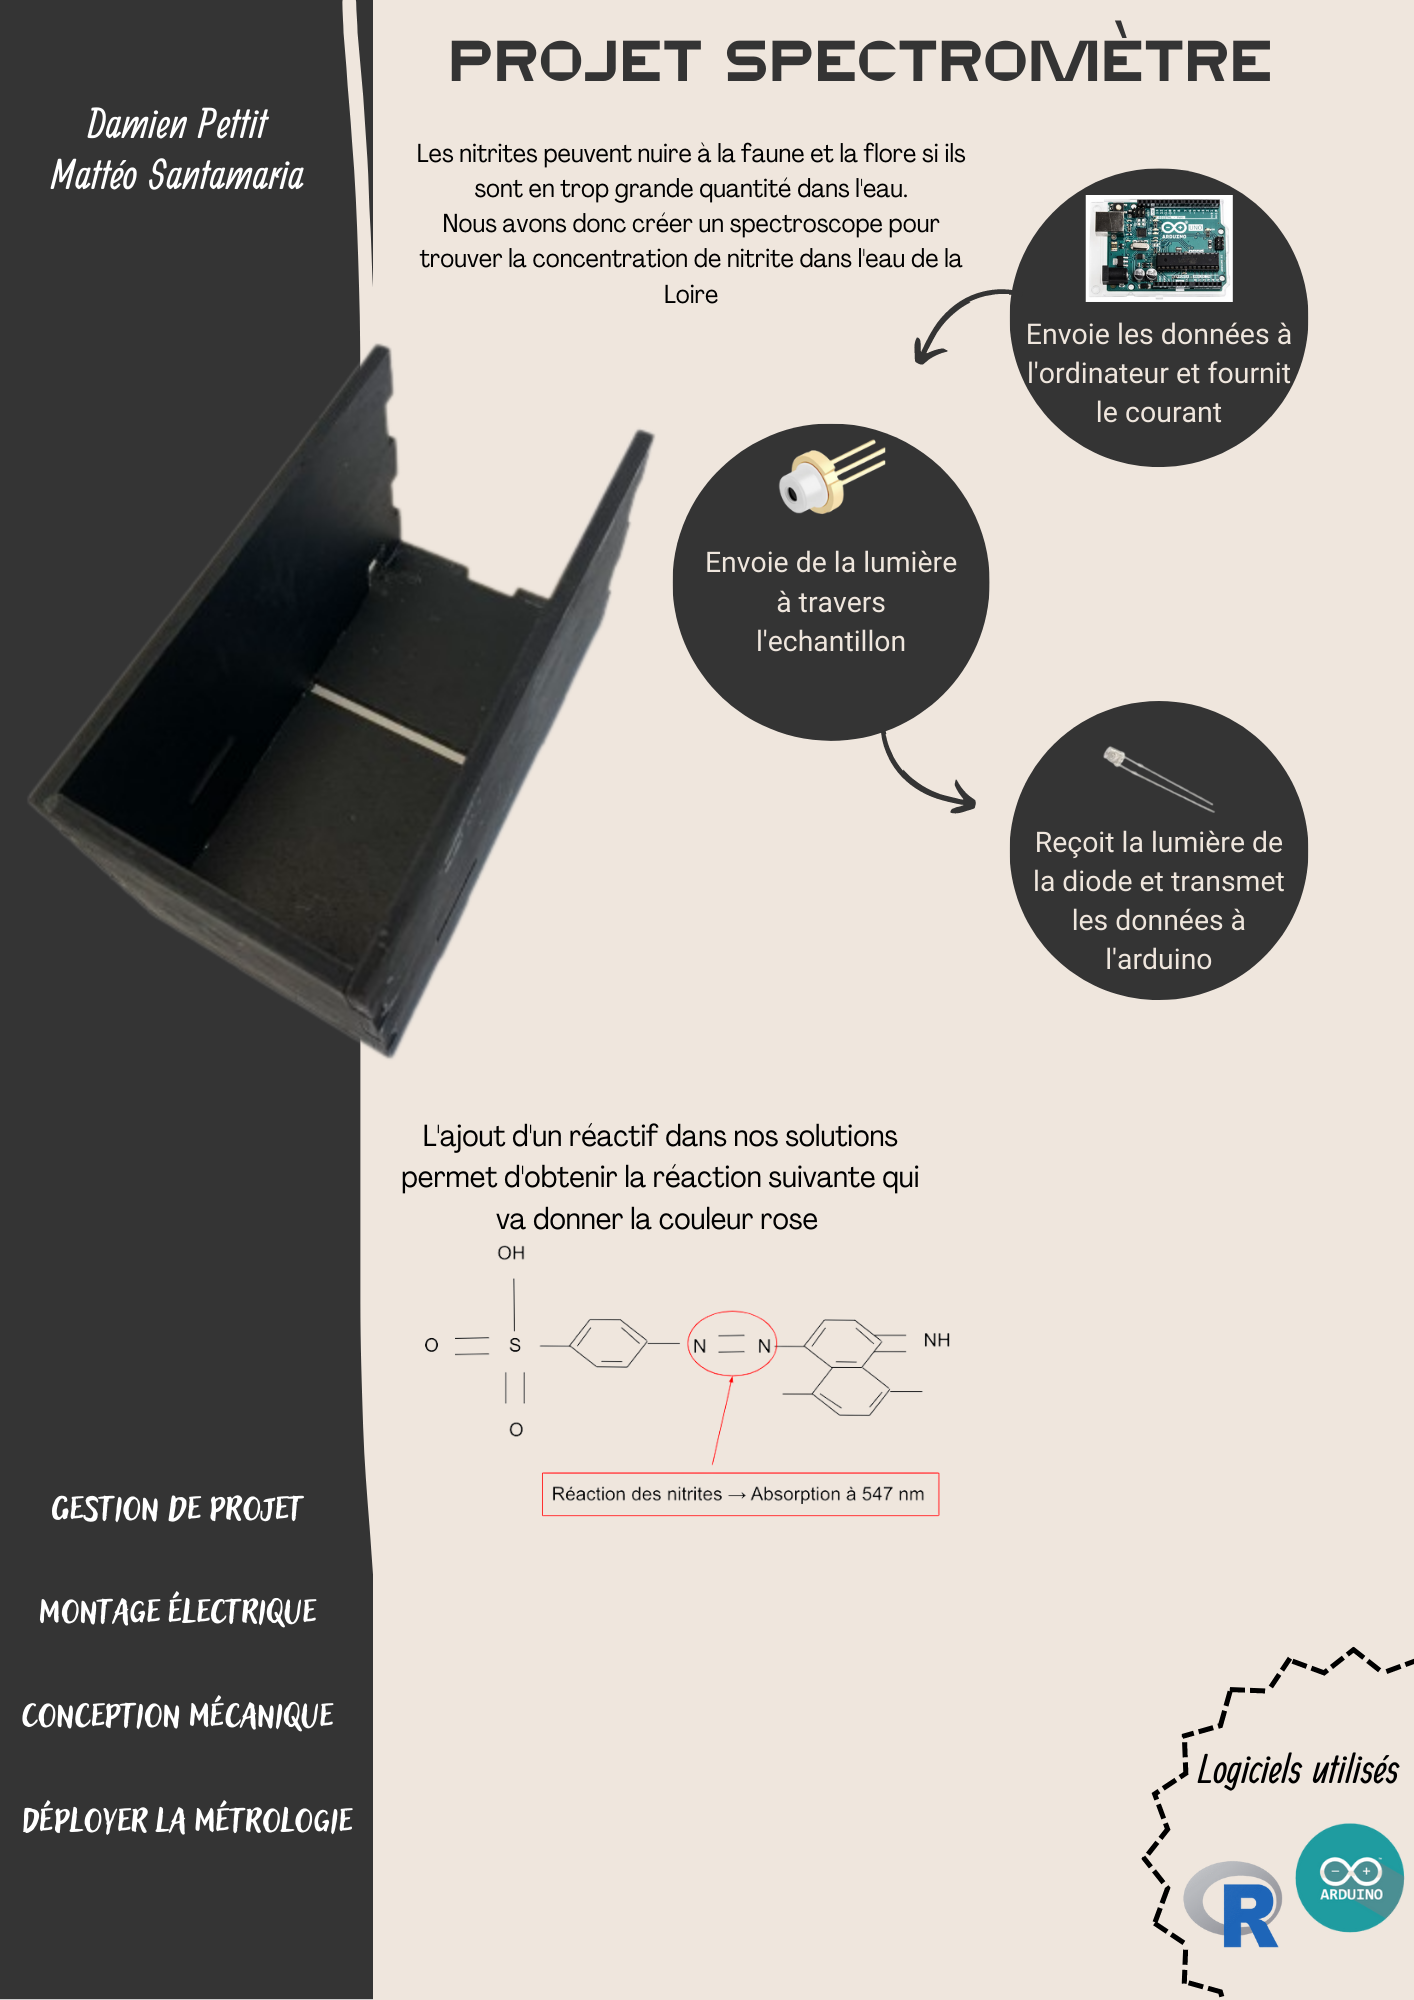 PROJET SPECTROMÈTRE
Damien Pettit
Mattéo Santamaria
Les nitrites peuvent nuire à la faune et la flore si ils
sont en trop grande quantité dans l'eau.
Nous avons donc créer un spectroscope pour
trouver la concentration de nitrite dans l'eau de la
Loire
ARDUINO
UNO
Envoie les données à
l'ordinateur et fournit
le courant
Envoie de la lumière
à travers
l'echantillon
Reçoit la lumière de
la diode et transmet
les données à
l'arduino
L'ajout d'un réactif dans nos solutions
permet d'obtenir la réaction suivante qui
va donner la couleur rose
OH
O S N N NH
O
Réaction des nitrites → Absorption à 547 nm
GESTION DE PROJET
MONTAGE ÉLECTRIQUE
CONCEPTION MÉCANIQUE
DÉPLOYER LA MÉTROLOGIE
Logiciels utilisés
R
ARDUINO